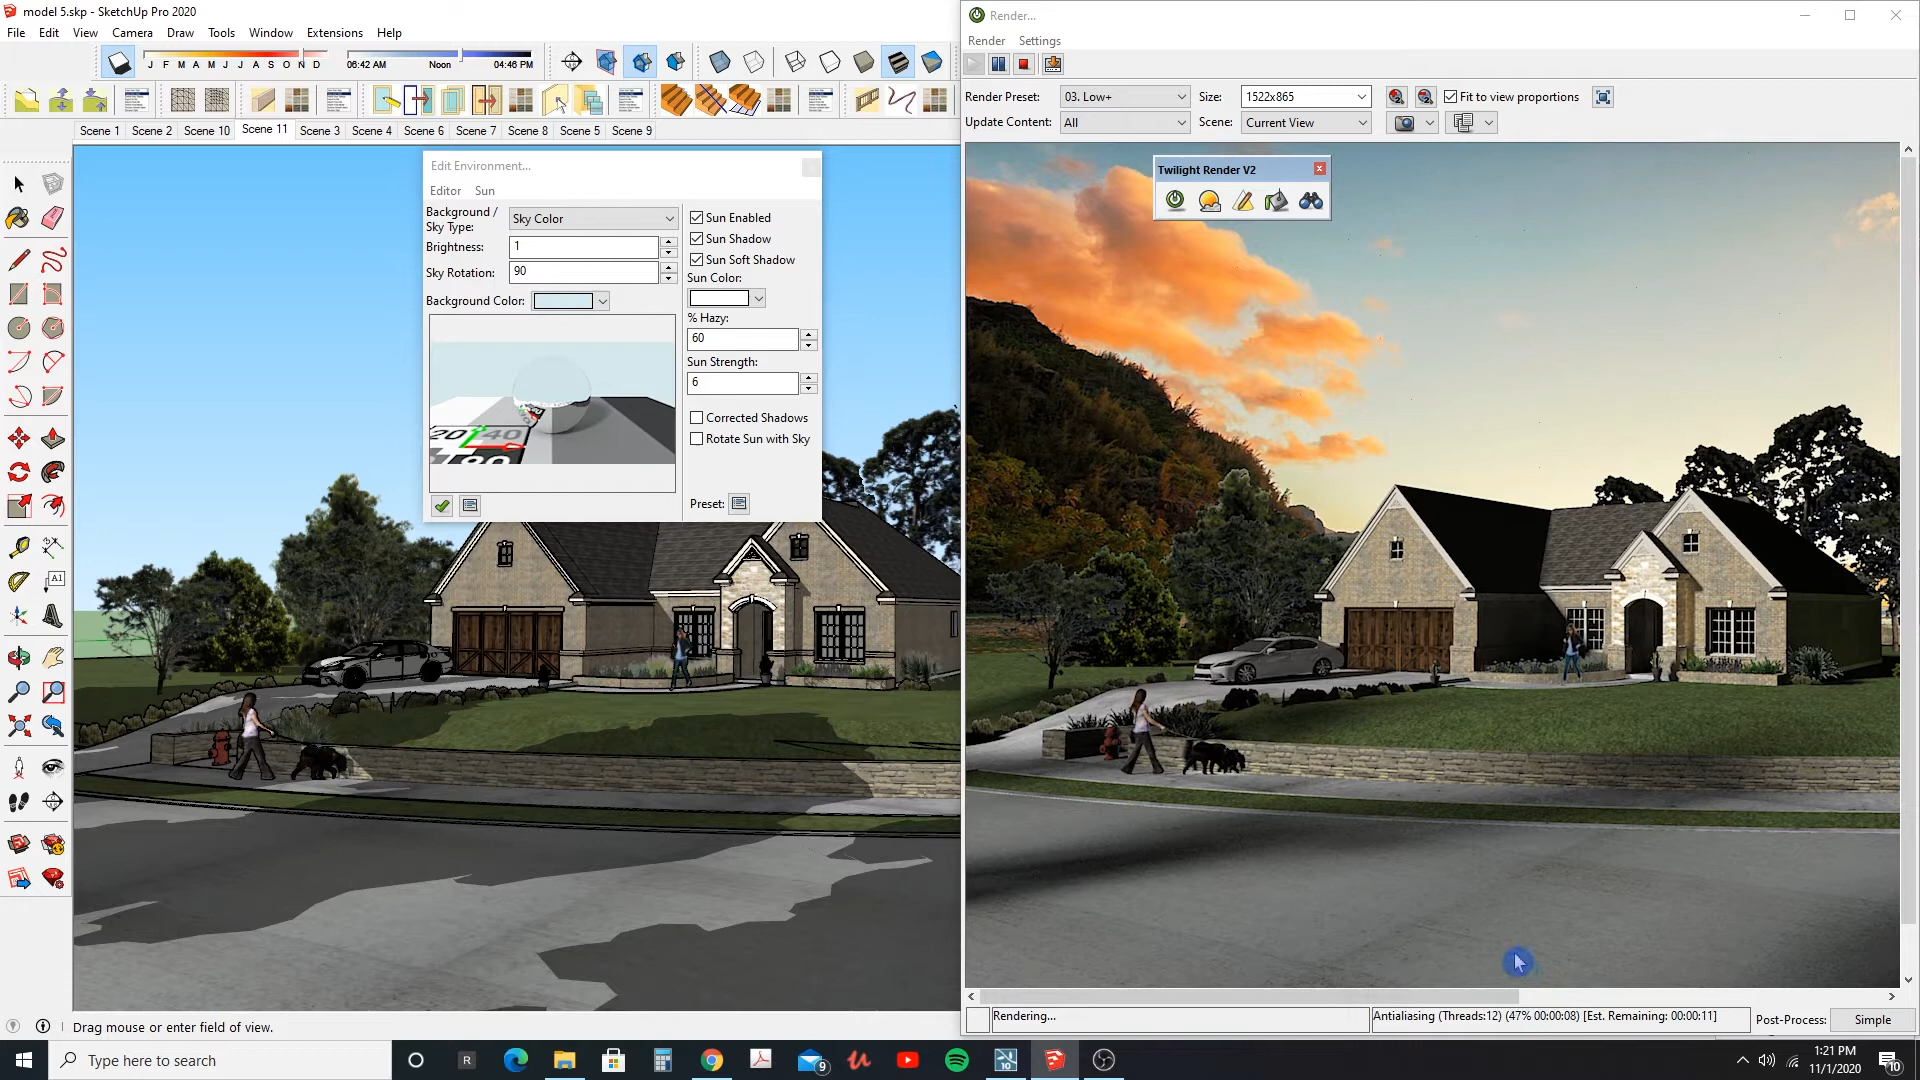 model 5.skp - SketchUp Pro 2020
File Edit View Camera Draw Tools Window Extensions Help
J F M A M J J A S O N D
06:42 AM Noon 04:46 PM
Scene 1 Scene 2 Scene 10 Scene 11 Scene 3 Scene 4 Scene 6 Scene 7 Scene 8 Scene 5 Scene 9
Edit Environment...
Editor Sun
Background / Sky Type: Sky Color
Brightness: 1
Sky Rotation: 90
Background Color:
Sun Enabled
Sun Shadow
Sun Soft Shadow
Sun Color:
% Hazy:
60
Sun Strength:
6
Corrected Shadows
Rotate Sun with Sky
Preset:
20 40
A1
Drag mouse or enter field of view.
Render...
Render Settings
Render Preset: 03. Low+ Size: 1522x865 Fit to view proportions
Update Content: All Scene: Current View
Twilight Render V2
Rendering... Antialiasing (Threads:12) (47% 00:00:08) [Est. Remaining: 00:00:11] Post-Process: Simple
Type here to search
R
9
10
1:21 PM
11/1/2020
10